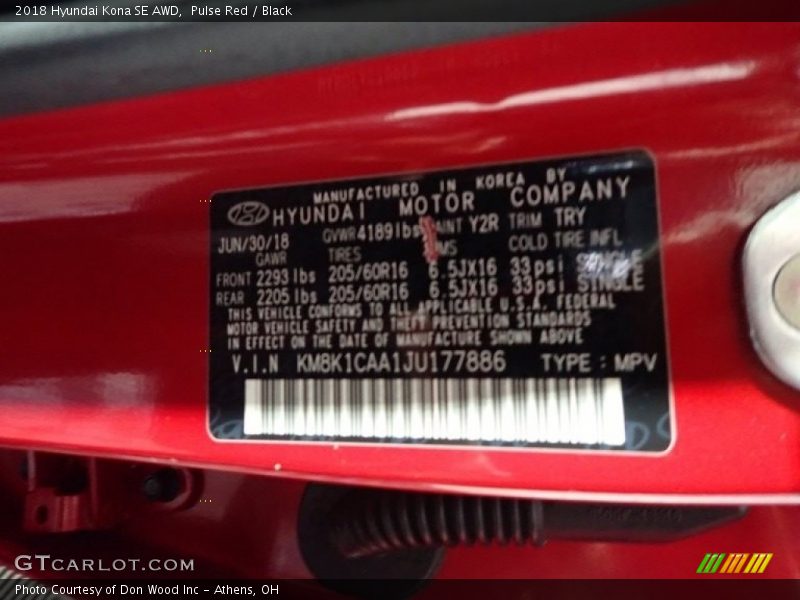 2018 Hyundai Kona SE AWD,  Pulse Red / Black
MANUFACTURED IN KOREA BY
HYUNDAI MOTOR COMPANY
JUN/30/18 GVWR 4189 lbs Y2R TRIM TRY
GAWR TIRES COLD TIRE INFL
FRONT 2293 lbs 205/60R16 6.5JX16 33psi SINGLE
REAR 2205 lbs 205/60R16 6.5JX16 33psi SINGLE
THIS VEHICLE CONFORMS TO ALL APPLICABLE U.S.A. FEDERAL
MOTOR VEHICLE SAFETY AND THEFT PREVENTION STANDARDS
IN EFFECT ON THE DATE OF MANUFACTURE SHOWN ABOVE
V.I.N KM8K1CAA1JU177886 TYPE : MPV
GTCARLOT.COM
Photo Courtesy of Don Wood Inc - Athens, OH